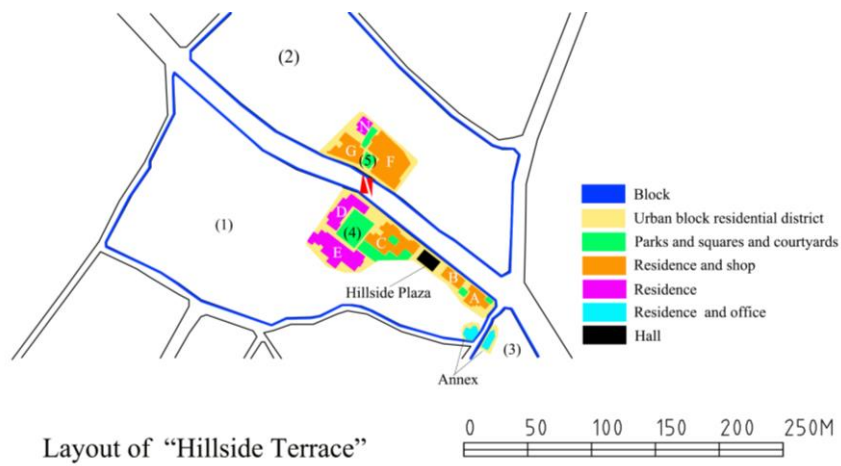 (2)
G
(5)
F
(1)
D
(4)
C
E
B
Hillside Plaza
A
(3)
Annex
Block
Urban block residential district
Parks and squares and courtyards
Residence and shop
Residence
Residence and office
Hall
0 50 100 150 200 250M
Layout of “Hillside Terrace”